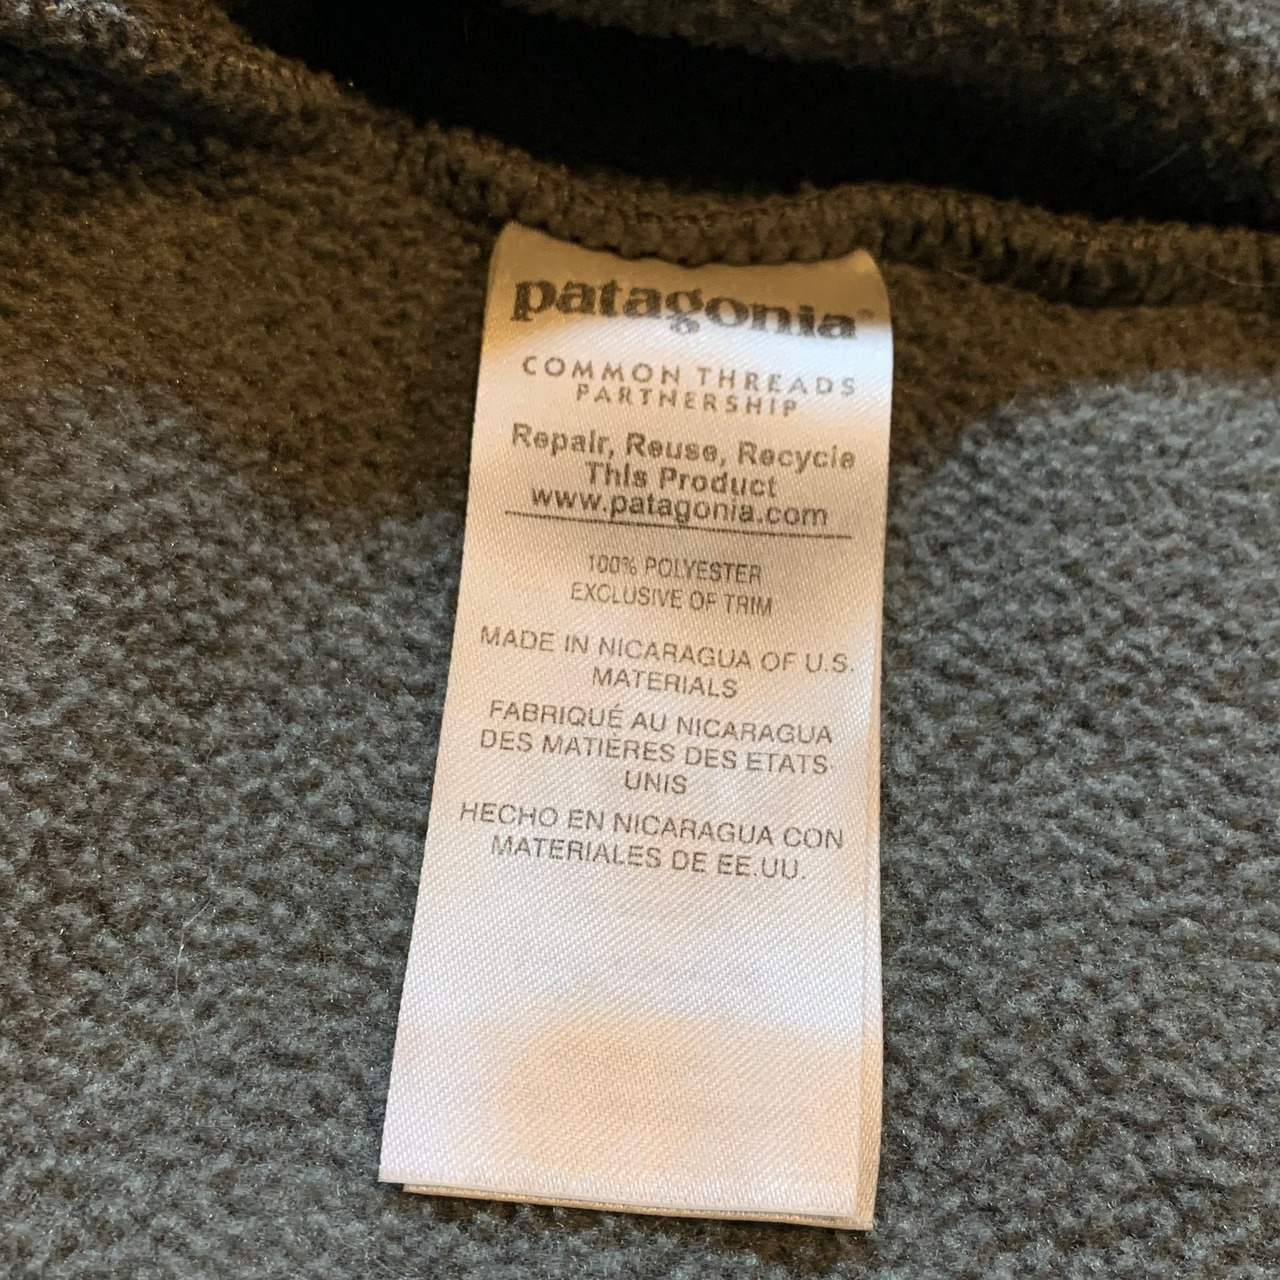 patagonia®
COMMON THREADS
PARTNERSHIP
Repair, Reuse, Recycle
This Product
www.patagonia.com
100% POLYESTER
EXCLUSIVE OF TRIM
MADE IN NICARAGUA OF U.S.
MATERIALS
FABRIQUÉ AU NICARAGUA
DES MATIÈRES DES ETATS-
UNIS
HECHO EN NICARAGUA CON
MATERIALES DE EE.UU.